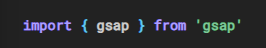 import { gsap } from 'gsap'